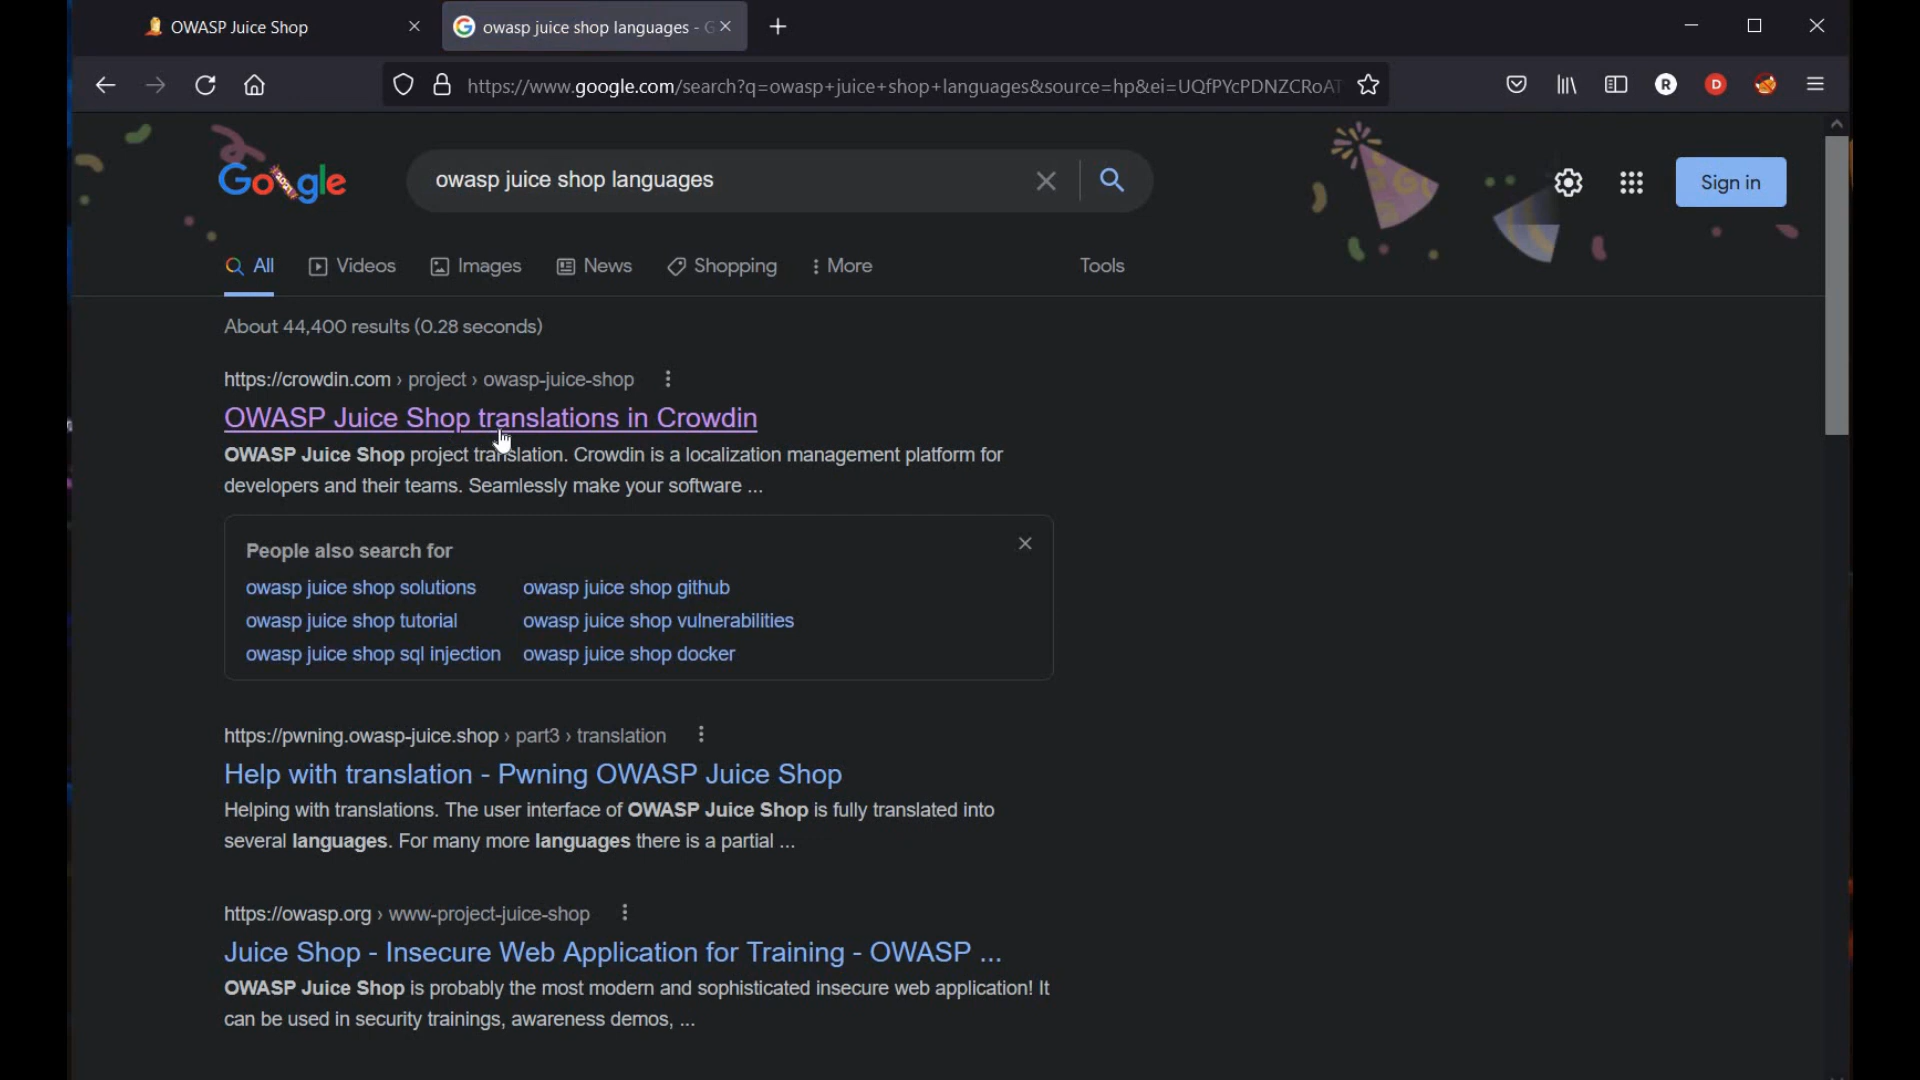 OWASP Juice Shop
owasp juice shop languages - G
https://www.google.com/search?q=owasp+juice+shop+languages&source=hp&ei=UQfPYcPDNZCRoAT
R
D
Google
2021
owasp juice shop languages
Sign in
All Videos Images News Shopping More Tools
About 44,400 results (0.28 seconds)
https://crowdin.com › project › owasp-juice-shop
OWASP Juice Shop translations in Crowdin
OWASP Juice Shop project translation. Crowdin is a localization management platform for
developers and their teams. Seamlessly make your software ...
People also search for
owasp juice shop solutions owasp juice shop github
owasp juice shop tutorial owasp juice shop vulnerabilities
owasp juice shop sql injection owasp juice shop docker
https://pwning.owasp-juice.shop › part3 › translation
Help with translation - Pwning OWASP Juice Shop
Helping with translations. The user interface of OWASP Juice Shop is fully translated into
several languages. For many more languages there is a partial ...
https://owasp.org › www-project-juice-shop
Juice Shop - Insecure Web Application for Training - OWASP ...
OWASP Juice Shop is probably the most modern and sophisticated insecure web application! It
can be used in security trainings, awareness demos, ...